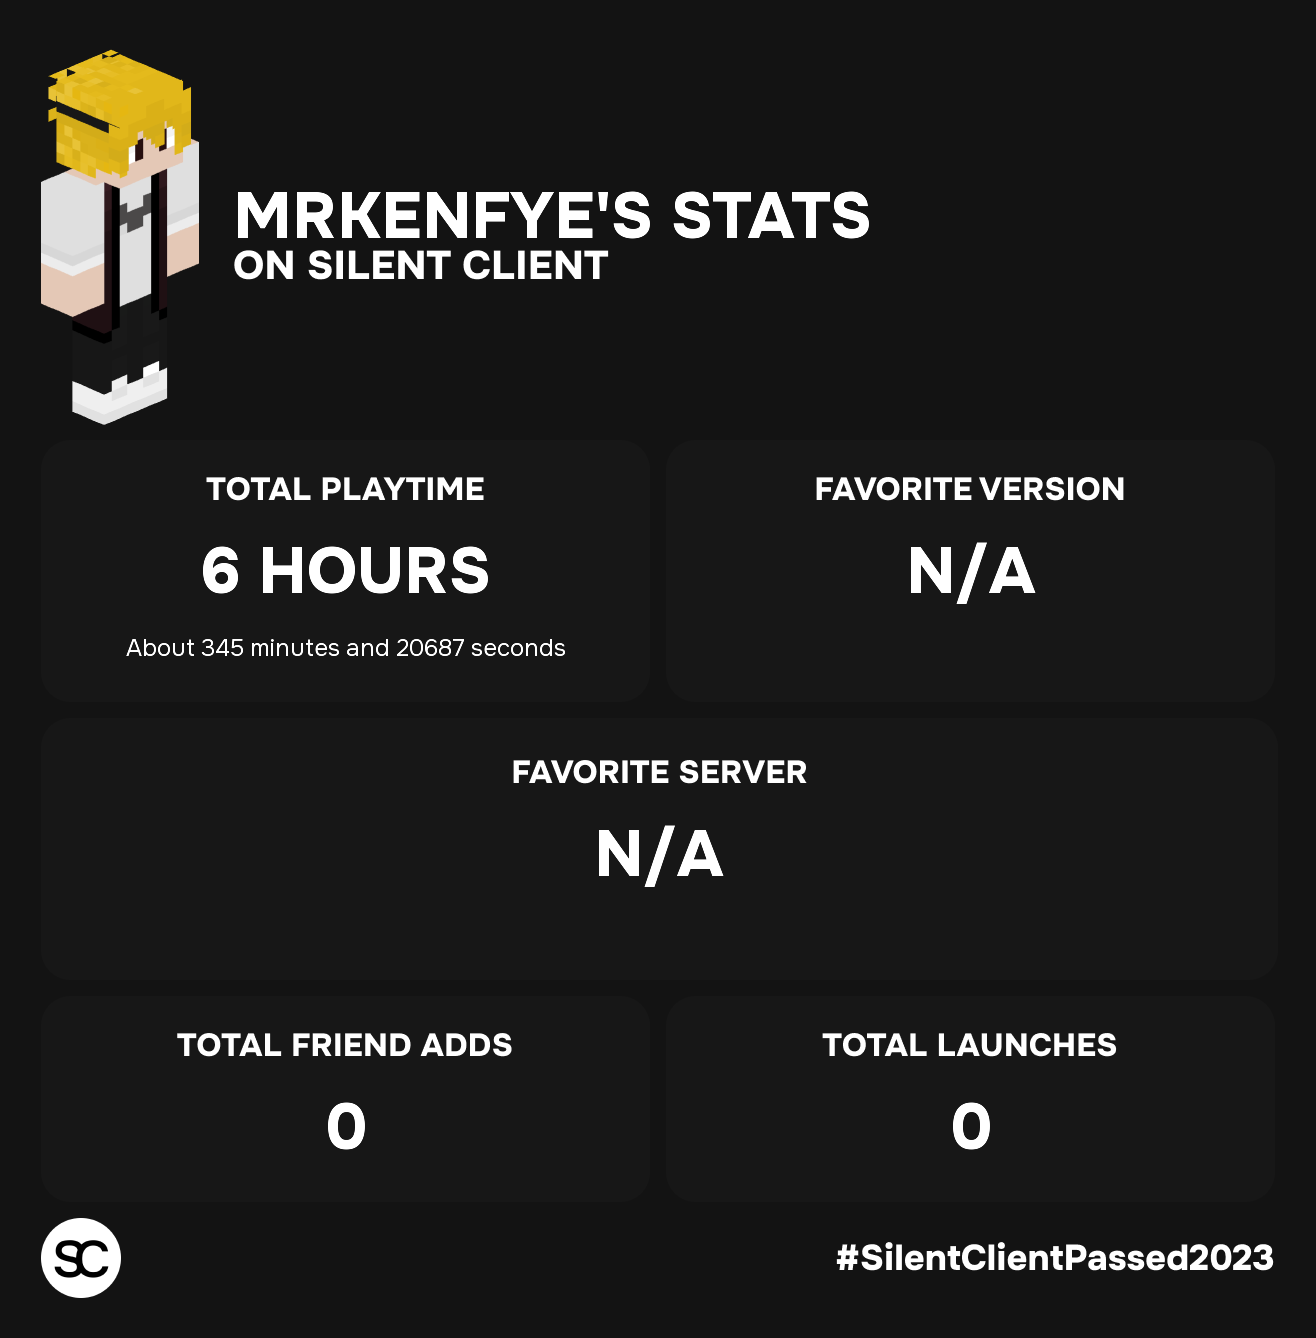 MRKENFYE'S STATS
ON SILENT CLIENT
TOTAL PLAYTIME
6 HOURS
About 345 minutes and 20687 seconds
FAVORITE VERSION
N/A
FAVORITE SERVER
N/A
TOTAL FRIEND ADDS
0
TOTAL LAUNCHES
0
SC
#SilentClientPassed2023